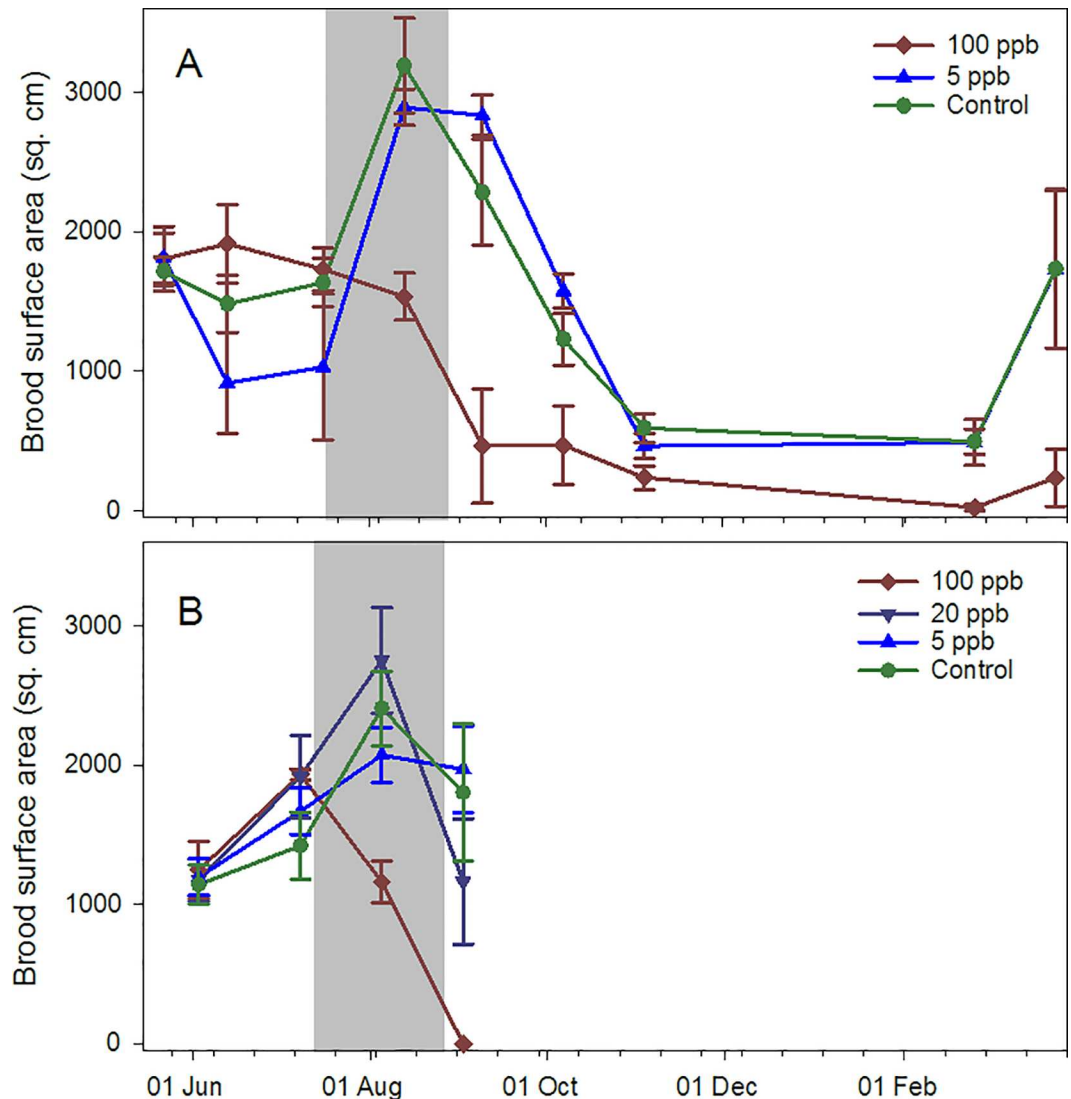 A
100 ppb
5 ppb
Control
3000
2000
1000
0
Brood surface area (sq. cm)
B
100 ppb
20 ppb
5 ppb
Control
3000
2000
1000
0
Brood surface area (sq. cm)
01 Jun 01 Aug 01 Oct 01 Dec 01 Feb